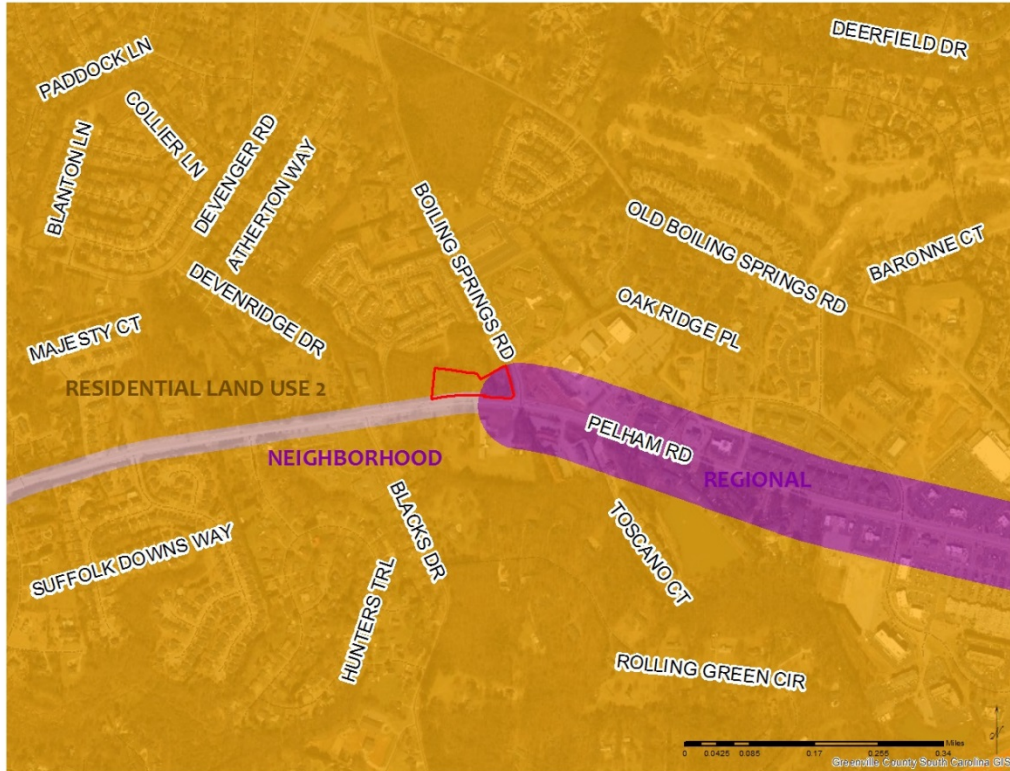 DEERFIELD DR
PADDOCK LN
COLLIER LN
BLANTON LN
DEVENGER RD
ATHERTON WAY
BOILING SPRINGS RD
OLD BOILING SPRINGS RD
BARONNE CT
DEVENRIDGE DR
OAK RIDGE PL
MAJESTY CT
RESIDENTIAL LAND USE 2
PELHAM RD
NEIGHBORHOOD
REGIONAL
BLACKS DR
TOSCANO CT
SUFFOLK DOWNS WAY
HUNTERS TRL
ROLLING GREEN CIR
Miles
0 0.0425 0.085 0.17 0.255 0.34
Greenville County South Carolina GIS